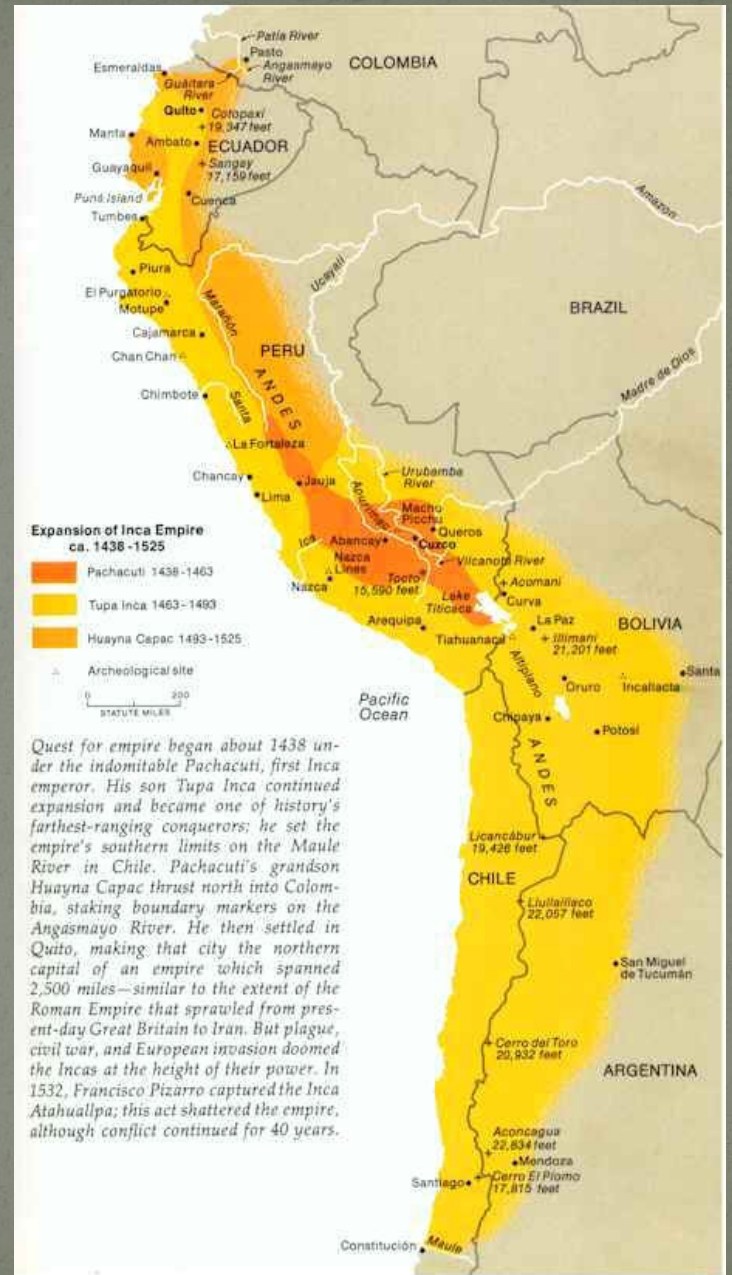 Patía River
Pasto
Angasmayo
River
COLOMBIA
Esmeraldas
Guáitara
River
Quito
Cotopaxi
19,347 feet
Manta
Ambato
ECUADOR
Sangay
17,159 feet
Guayaquil
Puná Island
Cuenca
Tumbes
Amazon
Ucayali
Piura
El Purgatorio
Motupe
Marañón
BRAZIL
Cajamarca
Chan Chan
PERU
ANDES
Madre de Dios
Chimbote
Santa
La Fortaleza
Chancay
Jauja
Urubamba
River
Lima
Apurímac
Machu
Picchu
Queros
Expansion of Inca Empire
ca. 1438-1525
Ica
Abancay
Cuzco
Pachacuti 1438-1463
Nazca
Lines
Vilcanota River
Nazca
Tocto
15,590 feet
Acomani
Tupa Inca 1463-1493
Lake
Titicaca
Curva
Arequipa
La Paz
BOLIVIA
Huayna Capac 1493-1525
Tiahuanaca
Illimani
21,201 feet
Archeological site
Altiplano
Santa
Oruro
Incallacta
0 200
STATUTE MILES
Pacific
Ocean
Chipaya
Potosí
ANDES
Quest for empire began about 1438 un-
der the indomitable Pachacuti, first Inca
emperor. His son Tupa Inca continued
expansion and became one of history's
farthest-ranging conquerors; he set the
empire's southern limits on the Maule
River in Chile. Pachacuti's grandson
Huayna Capac thrust north into Colom-
bia, staking boundary markers on the
Angasmayo River. He then settled in
Quito, making that city the northern
capital of an empire which spanned
2,500 miles—similar to the extent of the
Roman Empire that sprawled from pres-
ent-day Great Britain to Iran. But plague,
civil war, and European invasion doomed
the Incas at the height of their power. In
1532, Francisco Pizarro captured the Inca
Atahuallpa; this act shattered the empire,
although conflict continued for 40 years.
Licancábur
19,426 feet
CHILE
Llullaillaco
22,057 feet
San Miguel
de Tucumán
Cerro del Toro
20,932 feet
ARGENTINA
Aconcagua
22,834 feet
Mendoza
Santiago
Cerro El Plomo
17,815 feet
Constitución
Maule